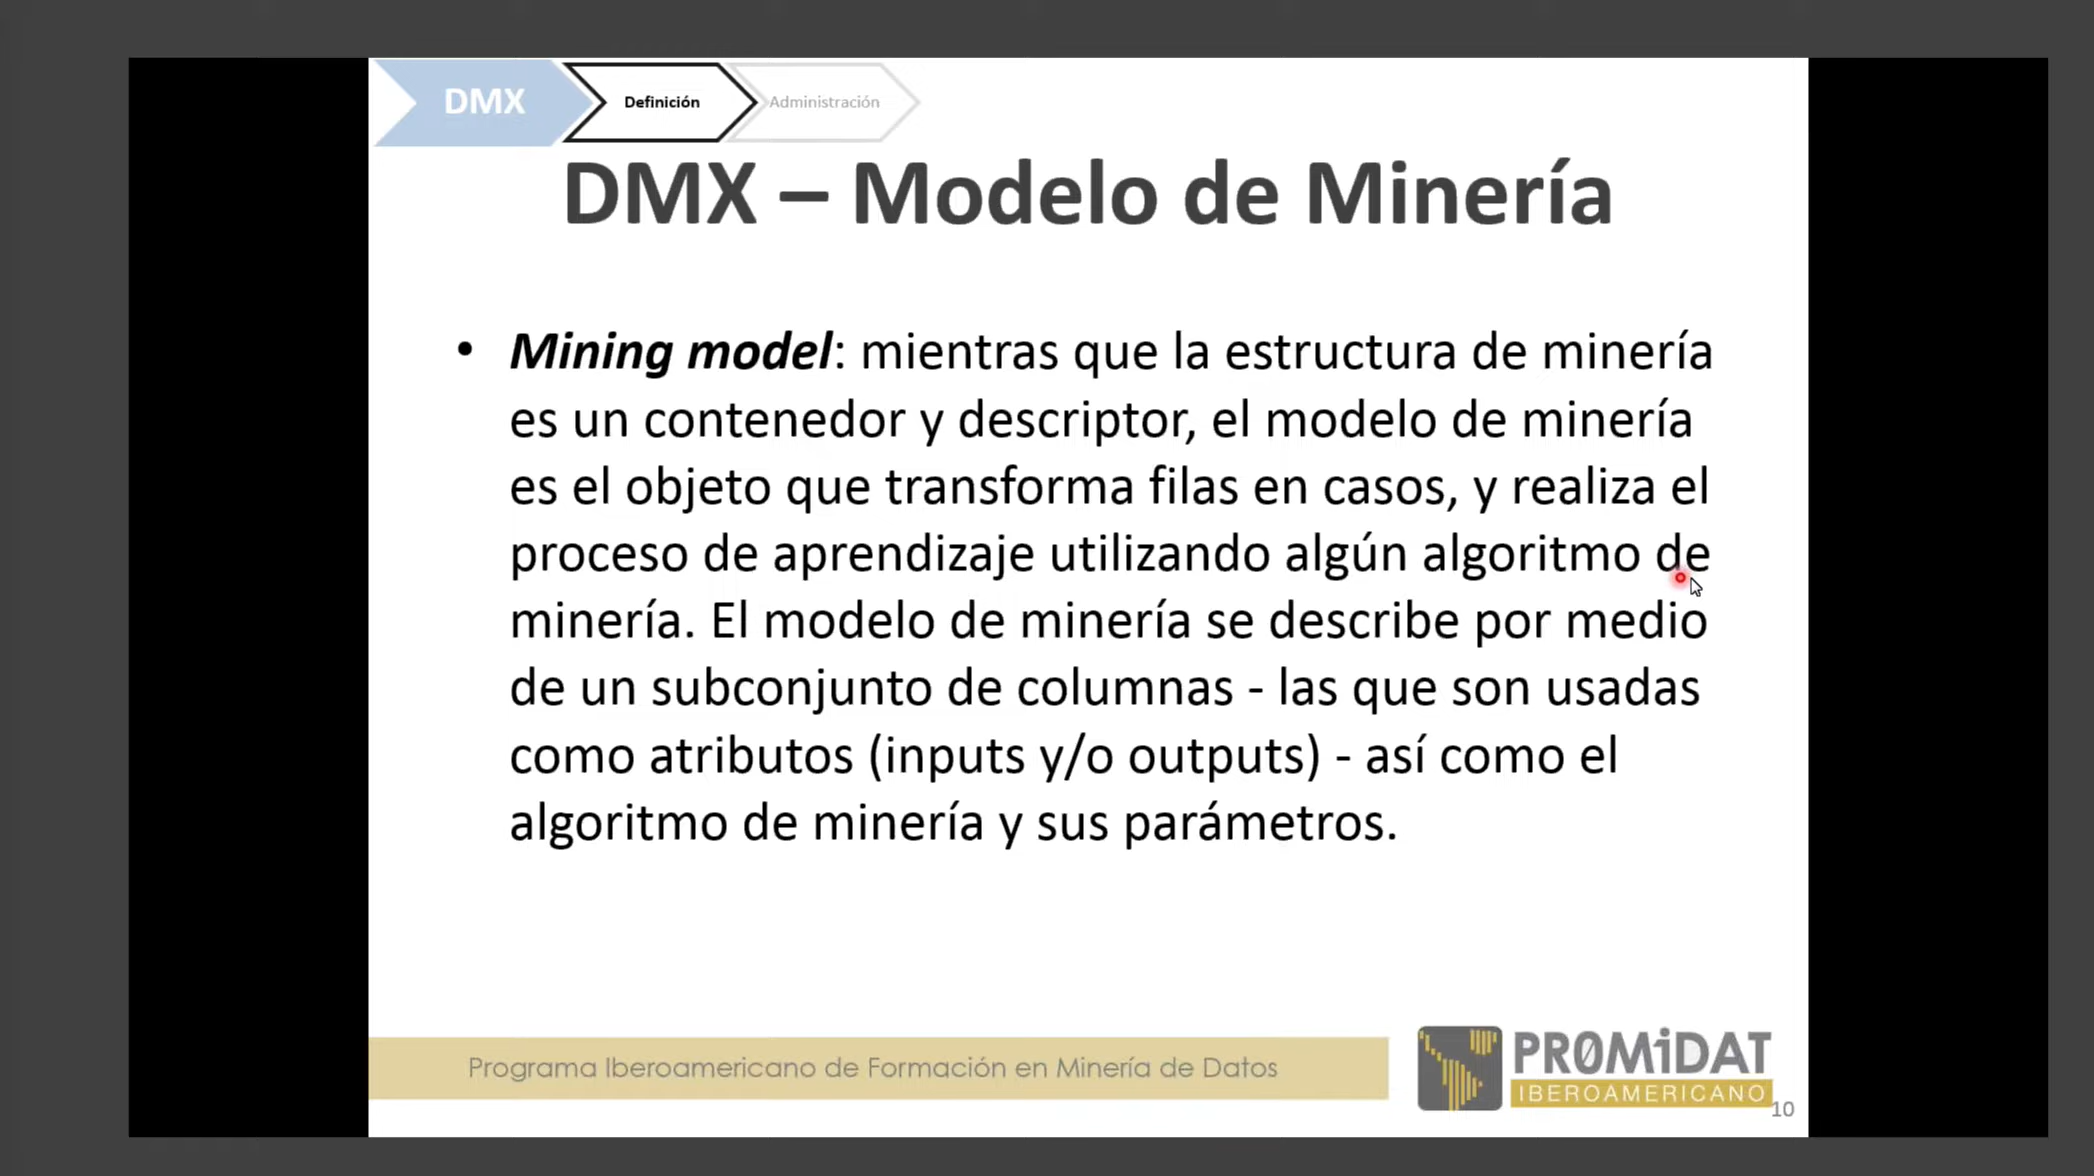 DMX
Definición
Administración
DMX – Modelo de Minería
• Mining model: mientras que la estructura de minería
es un contenedor y descriptor, el modelo de minería
es el objeto que transforma filas en casos, y realiza el
proceso de aprendizaje utilizando algún algoritmo de
minería. El modelo de minería se describe por medio
de un subconjunto de columnas - las que son usadas
como atributos (inputs y/o outputs) - así como el
algoritmo de minería y sus parámetros.
Programa Iberoamericano de Formación en Minería de Datos
PR0MiDAT
IBEROAMERICANO
10